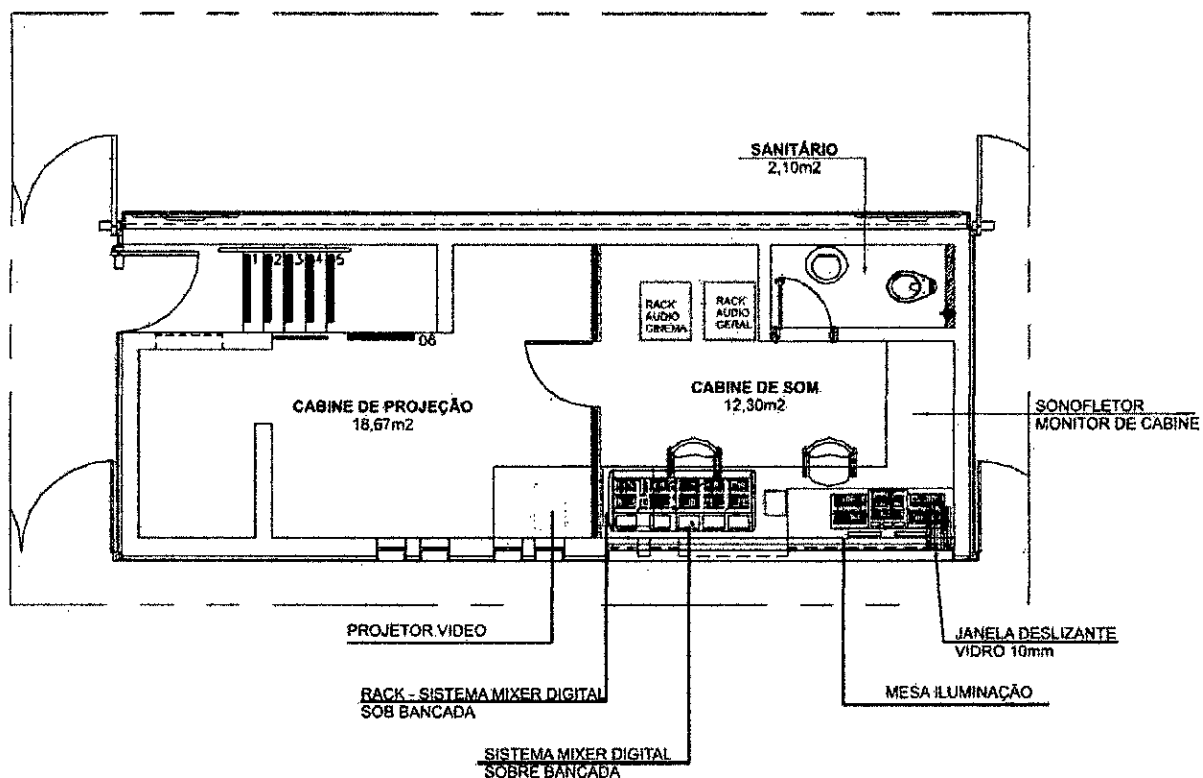 SANITÁRIO
2,10m2
1 2 3 4 5
06
RACK
AUDIO
CINEMA
RACK
AUDIO
GERAL
CABINE DE PROJEÇÃO
18,67m2
CABINE DE SOM
12,30m2
SONOFLETOR
MONITOR DE CABINE
PROJETOR VIDEO
JANELA DESLIZANTE
VIDRO 10mm
RACK - SISTEMA MIXER DIGITAL
SOB BANCADA
MESA ILUMINAÇÃO
SISTEMA MIXER DIGITAL
SOBRE BANCADA